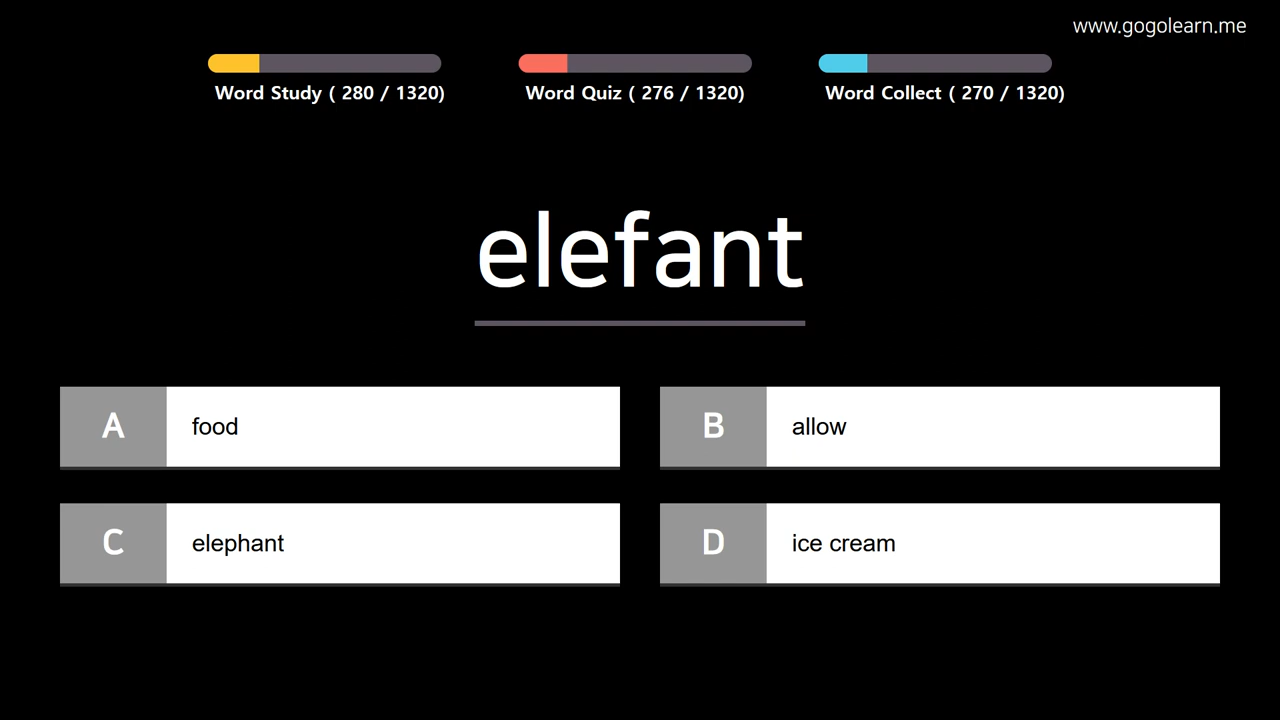 www.gogolearn.me
Word Study ( 280 / 1320)
Word Quiz ( 276 / 1320)
Word Collect ( 270 / 1320)
elefant
A food
B allow
C elephant
D ice cream